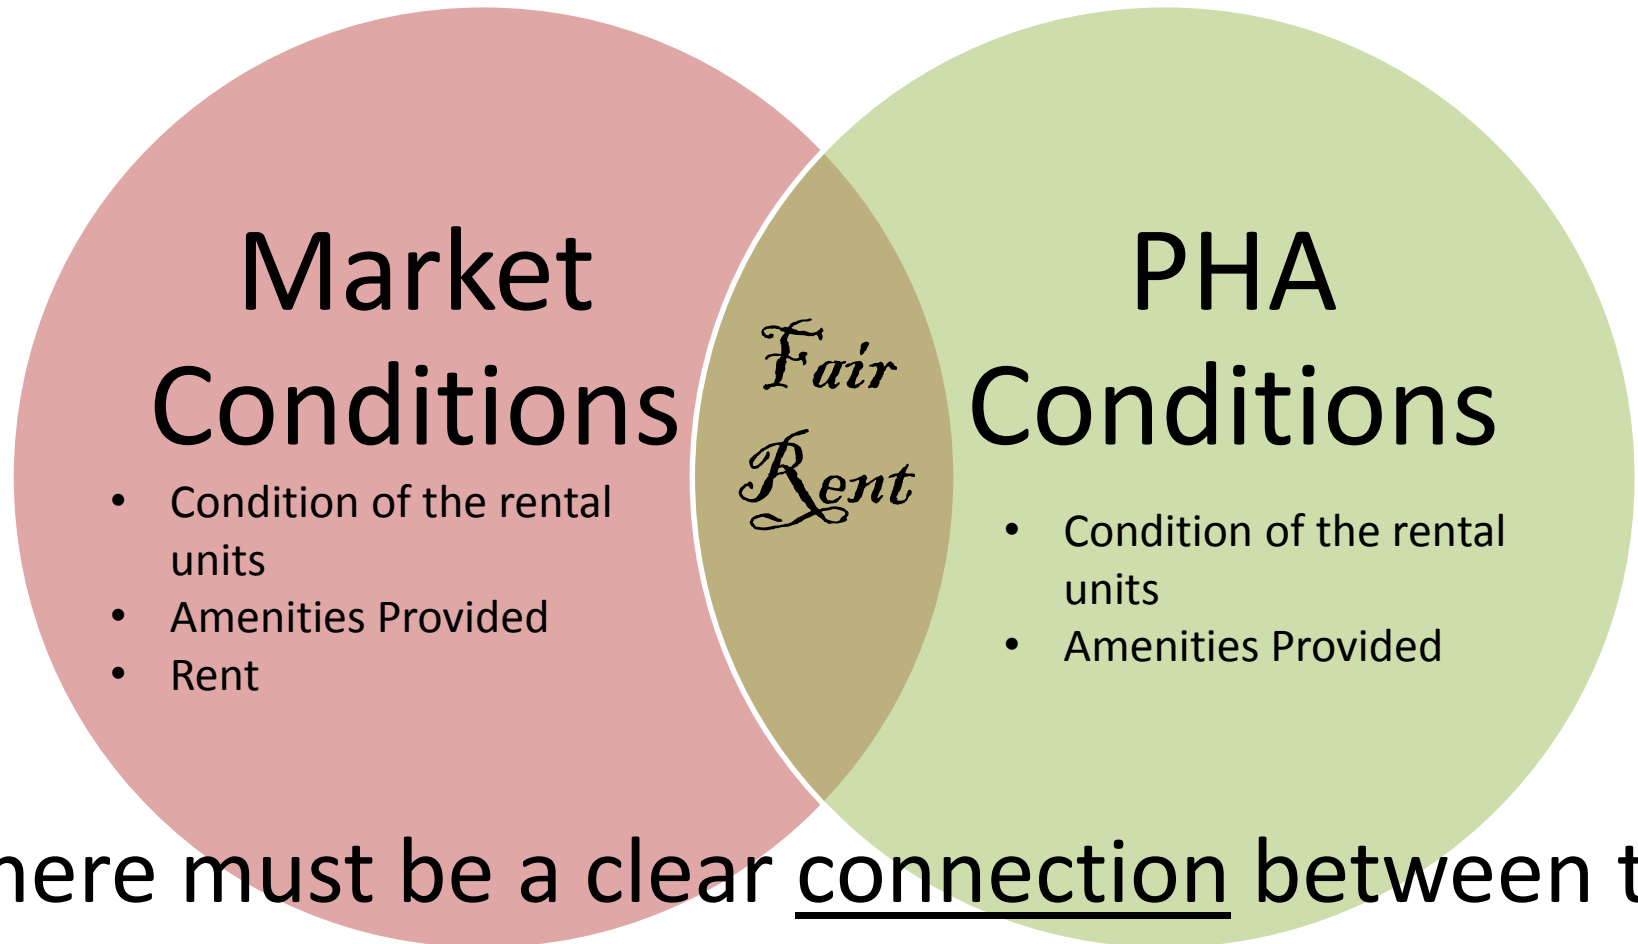 Market
Conditions
• Condition of the rental
units
• Amenities Provided
• Rent
Fair
Rent
PHA
Conditions
• Condition of the rental
units
• Amenities Provided
here must be a clear connection between t